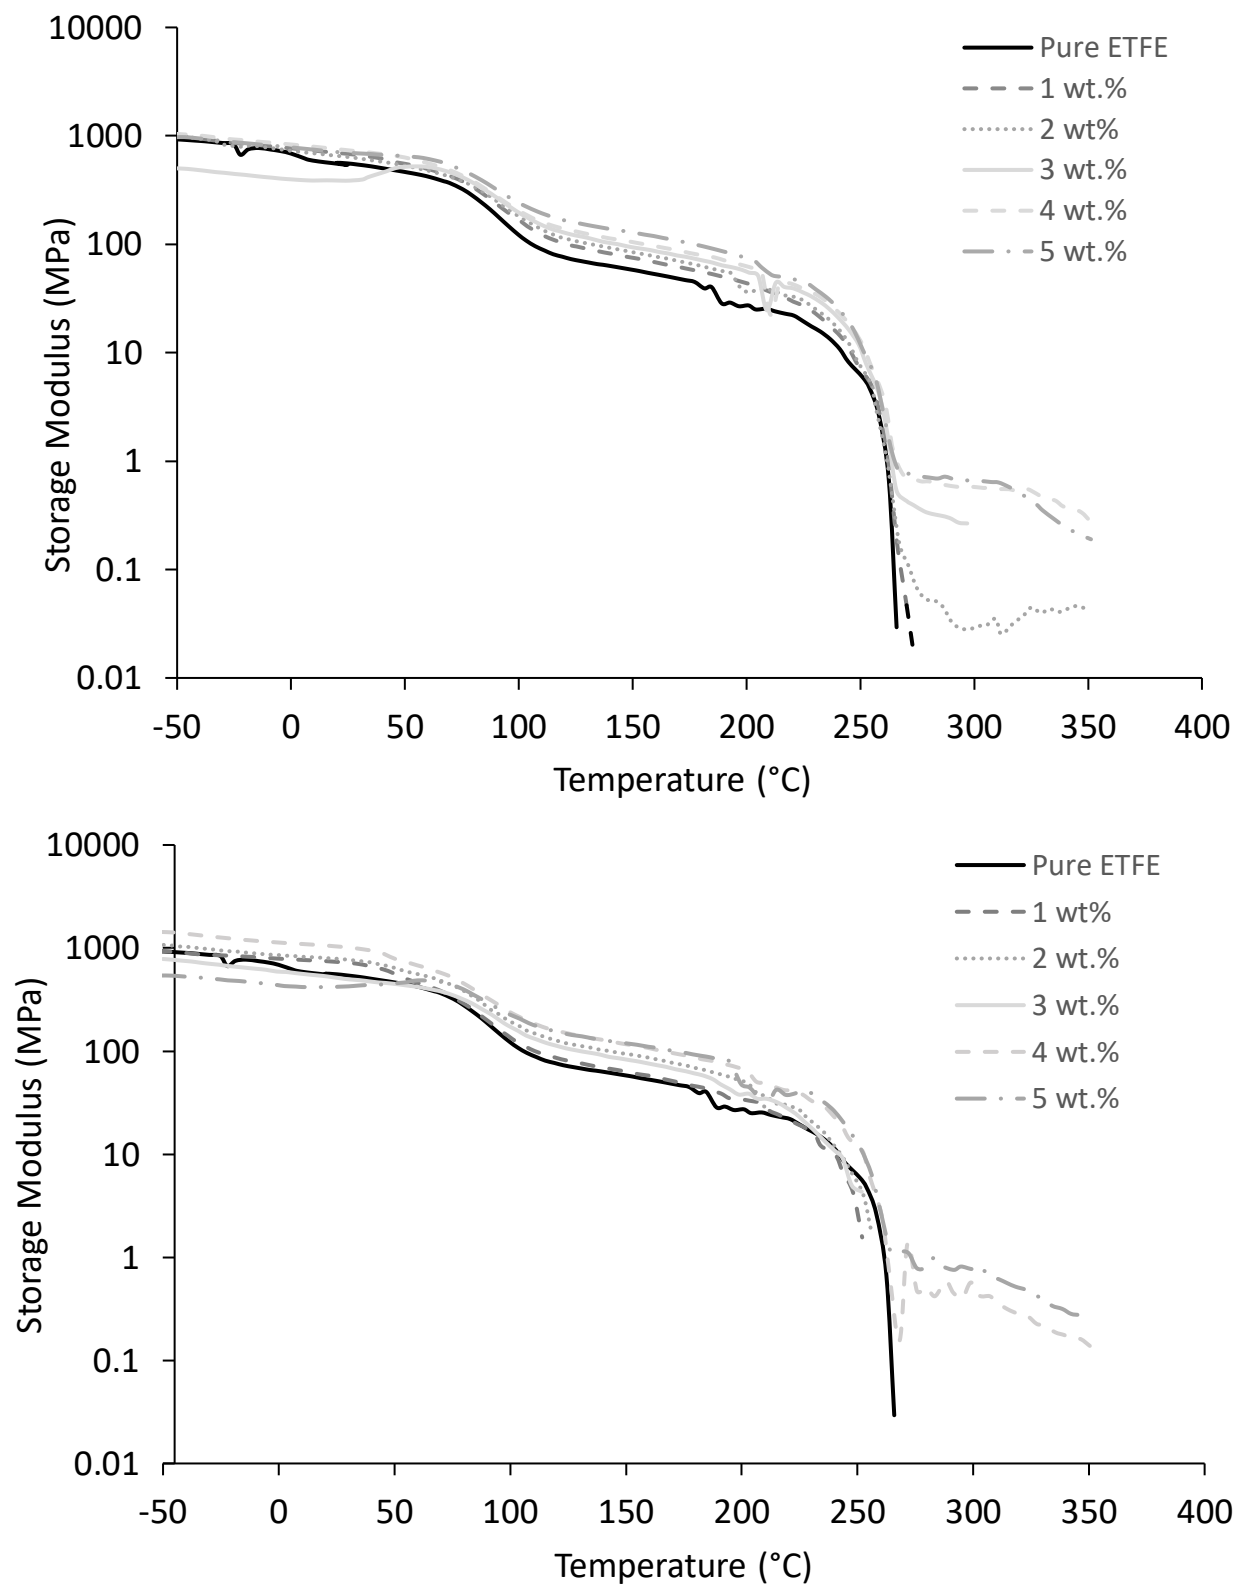 10000
1000
100
10
1
0.1
0.01
Storage Modulus (MPa)
-50 0 50 100 150 200 250 300 350 400
Temperature (°C)
Pure ETFE
1 wt.%
2 wt%
3 wt.%
4 wt.%
5 wt.%
10000
1000
100
10
1
0.1
0.01
Storage Modulus (MPa)
-50 0 50 100 150 200 250 300 350 400
Temperature (°C)
Pure ETFE
1 wt%
2 wt.%
3 wt.%
4 wt.%
5 wt.%